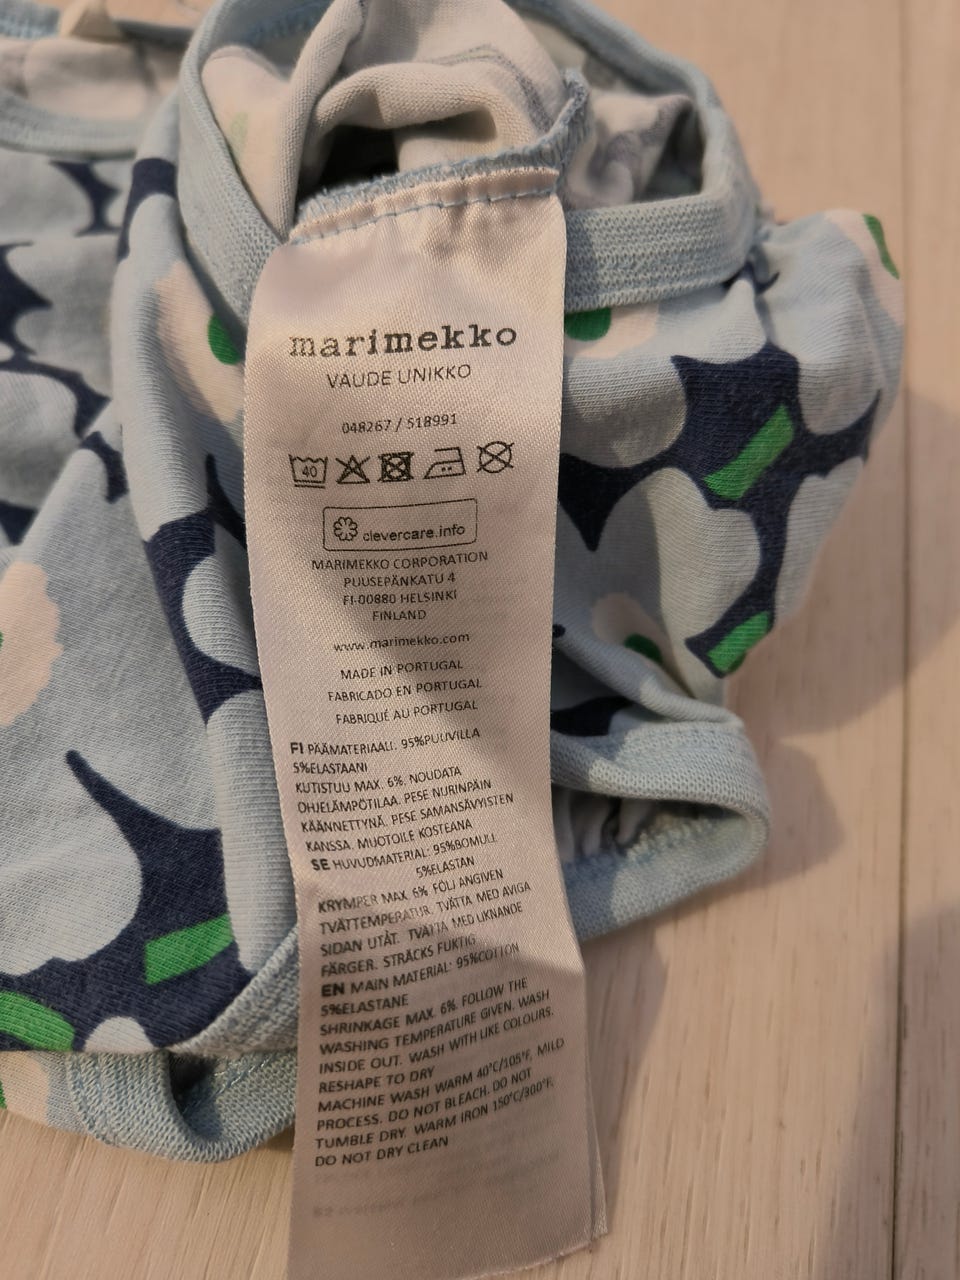 marimekko
VAUDE UNIKKO
048267 / 518991
40
clevercare.info
MARIMEKKO CORPORATION
PUUSEPÄNKATU 4
FI-00880 HELSINKI
FINLAND
www.marimekko.com
MADE IN PORTUGAL
FABRICADO EN PORTUGAL
FABRIQUÉ AU PORTUGAL
FI PÄÄMATERIAALI: 95%PUUVILLA
5%ELASTAANI
KUTISTUU MAX. 6%. NOUDATA
OHJELÄMPÖTILAA. PESE NURINPÄIN
KÄÄNNETTYNÄ. PESE SAMANSÄVYISTEN
KANSSA. MUOTOILE KOSTEANA
SE HUVUDMATERIAL: 95%BOMULL
5%ELASTAN
KRYMPER MAX. 6% FÖLJ ANGIVEN
TVÄTTEMPERATUR. TVÄTTA MED AVIGA
SIDAN UTÅT. TVÄTTA MED LIKNANDE
FÄRGER. STRÄCKS FUKTIG
EN MAIN MATERIAL: 95%COTTON
5%ELASTANE
SHRINKAGE MAX. 6%. FOLLOW THE
WASHING TEMPERATURE GIVEN. WASH
INSIDE OUT. WASH WITH LIKE COLOURS.
RESHAPE TO DRY
MACHINE WASH WARM 40°C/105°F, MILD
PROCESS. DO NOT BLEACH. DO NOT
TUMBLE DRY. WARM IRON 150°C/300°F.
DO NOT DRY CLEAN